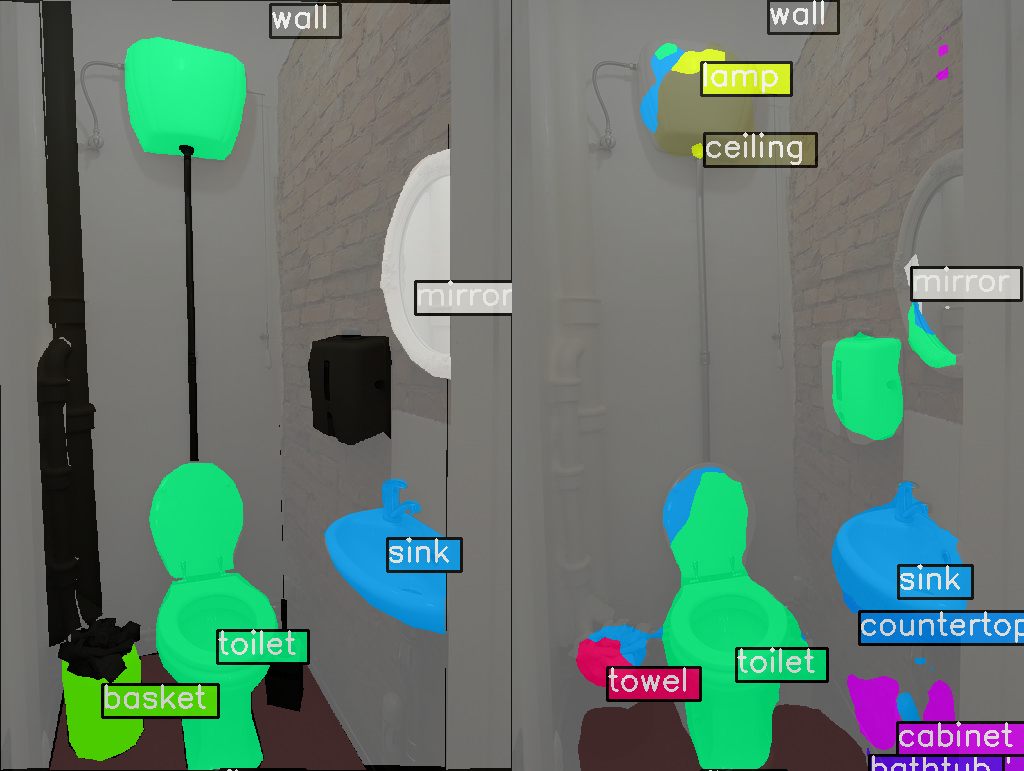 wall
mirror
sink
toilet
basket
wall
lamp
ceiling
mirror
sink
countertop
toilet
towel
cabinet
bathtub